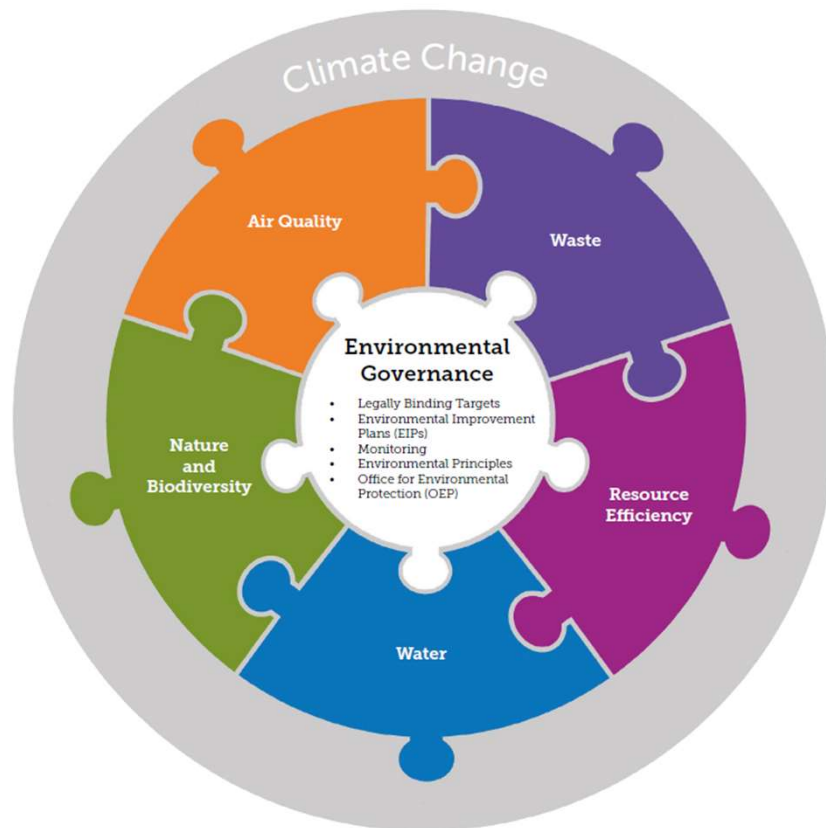 Climate Change
Air Quality
Waste
Environmental
Governance
• Legally Binding Targets
• Environmental Improvement
Plans (EIPs)
• Monitoring
• Environmental Principles
• Office for Environmental
Protection (OEP)
Nature
and
Biodiversity
Resource
Efficiency
Water